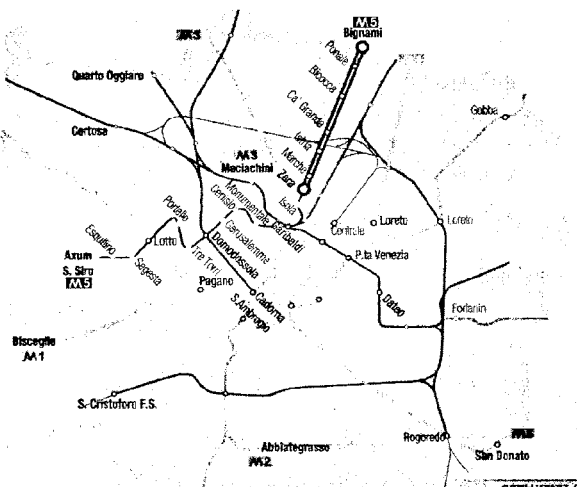 M5
Bignami
M3
Ponale
Bicocca
Ca' Granda
Istria
Marche
Zara
Isola
Quarto Oggiaro
Certosa
M3
Maciachini
Gobba
Monumentale
Cenisio
Garibaldi
Centrale
Loreto
Lorete
Portello
Gerusalemme
Domodossola
Lotto
Tre Torri
P.ta Venezia
Esquilino
Segesta
Axum
S. Siro
M5
Pagano
Cadorna
Dateo
Forlanini
S. Ambrogio
Bisceglie
M1
S. Cristoforo F.S.
Rogoredo
San Donato
Abbiategrasso
M2